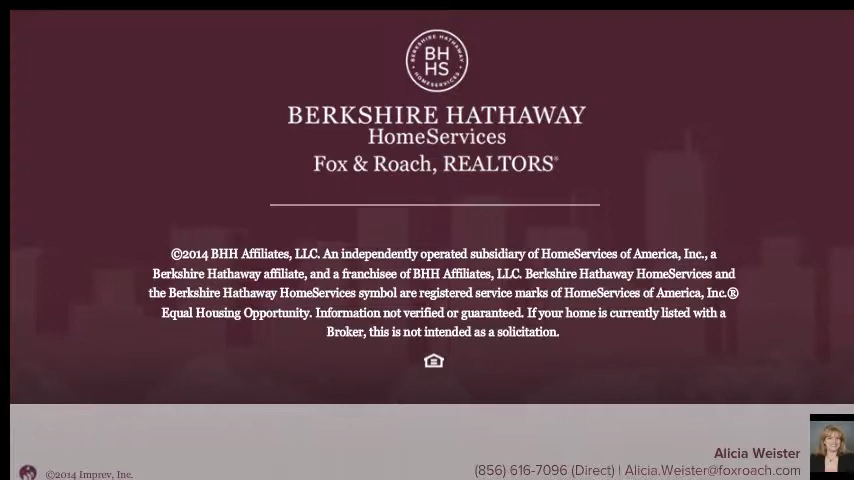 BERKSHIRE HATHAWAY
HOMESERVICES
BH
HS
BERKSHIRE HATHAWAY
HomeServices
Fox & Roach, REALTORS®
©2014 BHH Affiliates, LLC. An independently operated subsidiary of HomeServices of America, Inc., a
Berkshire Hathaway affiliate, and a franchisee of BHH Affiliates, LLC. Berkshire Hathaway HomeServices and
the Berkshire Hathaway HomeServices symbol are registered service marks of HomeServices of America, Inc.®
Equal Housing Opportunity. Information not verified or guaranteed. If your home is currently listed with a
Broker, this is not intended as a solicitation.
Alicia Weister
(856) 616-7096 (Direct) | Alicia.Weister@foxroach.com
©2014 Imprev, Inc.